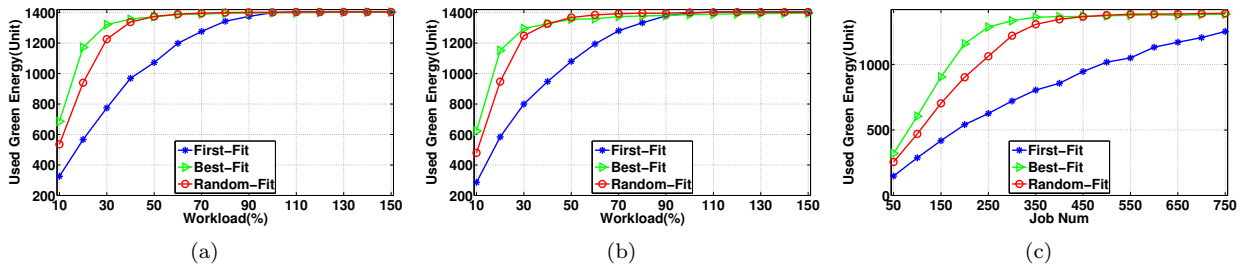 Used Green Energy(Unit)
1400
1200
1000
800
600
400
200
First-Fit
Best-Fit
Random-Fit
10 30 50 70 90 110 130 150
Workload(%)
(a)
Used Green Energy(Unit)
1400
1200
1000
800
600
400
200
First-Fit
Best-Fit
Random-Fit
10 30 50 70 90 110 130 150
Workload(%)
(b)
Used Green Energy(Unit)
1000
500
0
First-Fit
Best-Fit
Random-Fit
50 150 250 350 450 550 650 750
Job Num
(c)